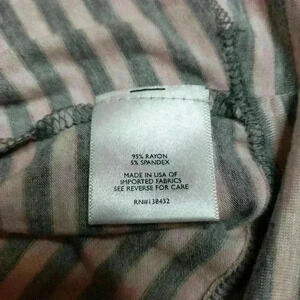 95% RAYON
5% SPANDEX
MADE IN USA OF
IMPORTED FABRICS
SEE REVERSE FOR CARE
RN#138452